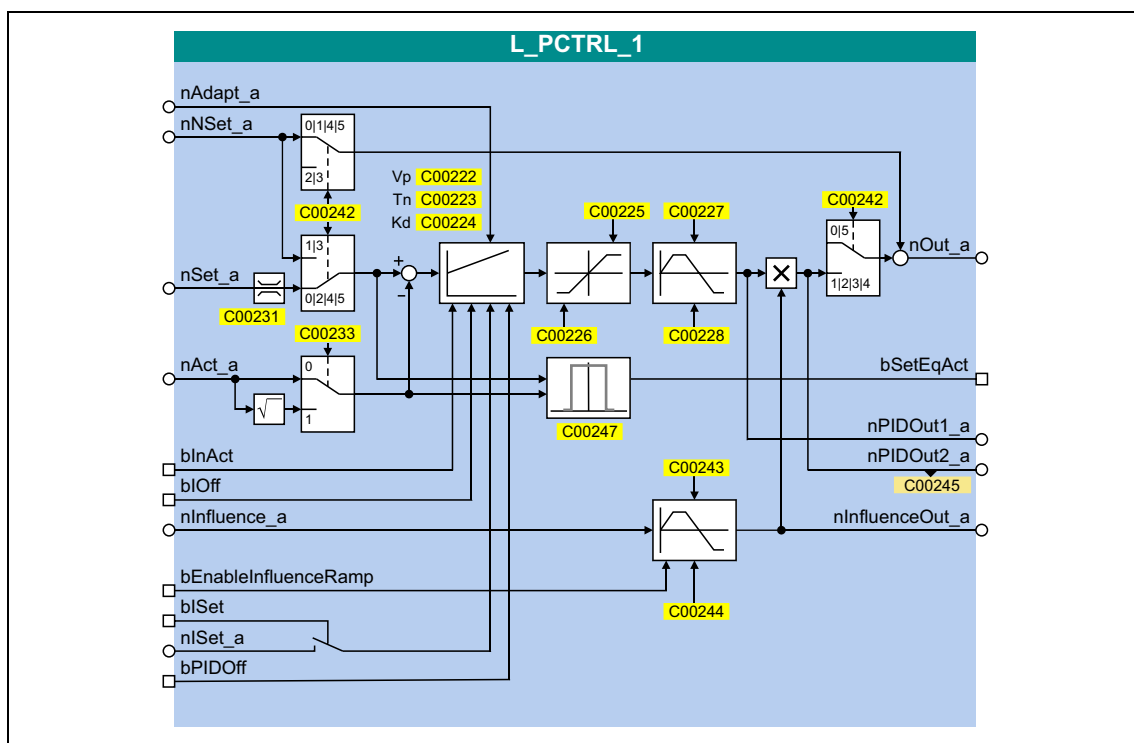 L_PCTRL_1
nAdapt_a
nNSet_a
0|1|4|5
2|3
C00242
Vp C00222
Tn C00223
Kd C00224
C00225
C00227
C00242
0|5
1|2|3|4
nOut_a
1|3
0|2|4|5
nSet_a
C00231
+
−
C00226
C00228
C00233
nAct_a
0
√
1
C00247
bSetEqAct
nPIDOut1_a
nPIDOut2_a
C00245
bInAct
bIOff
C00243
nInfluence_a
nInfluenceOut_a
bEnableInfluenceRamp
C00244
bISet
nISet_a
bPIDOff